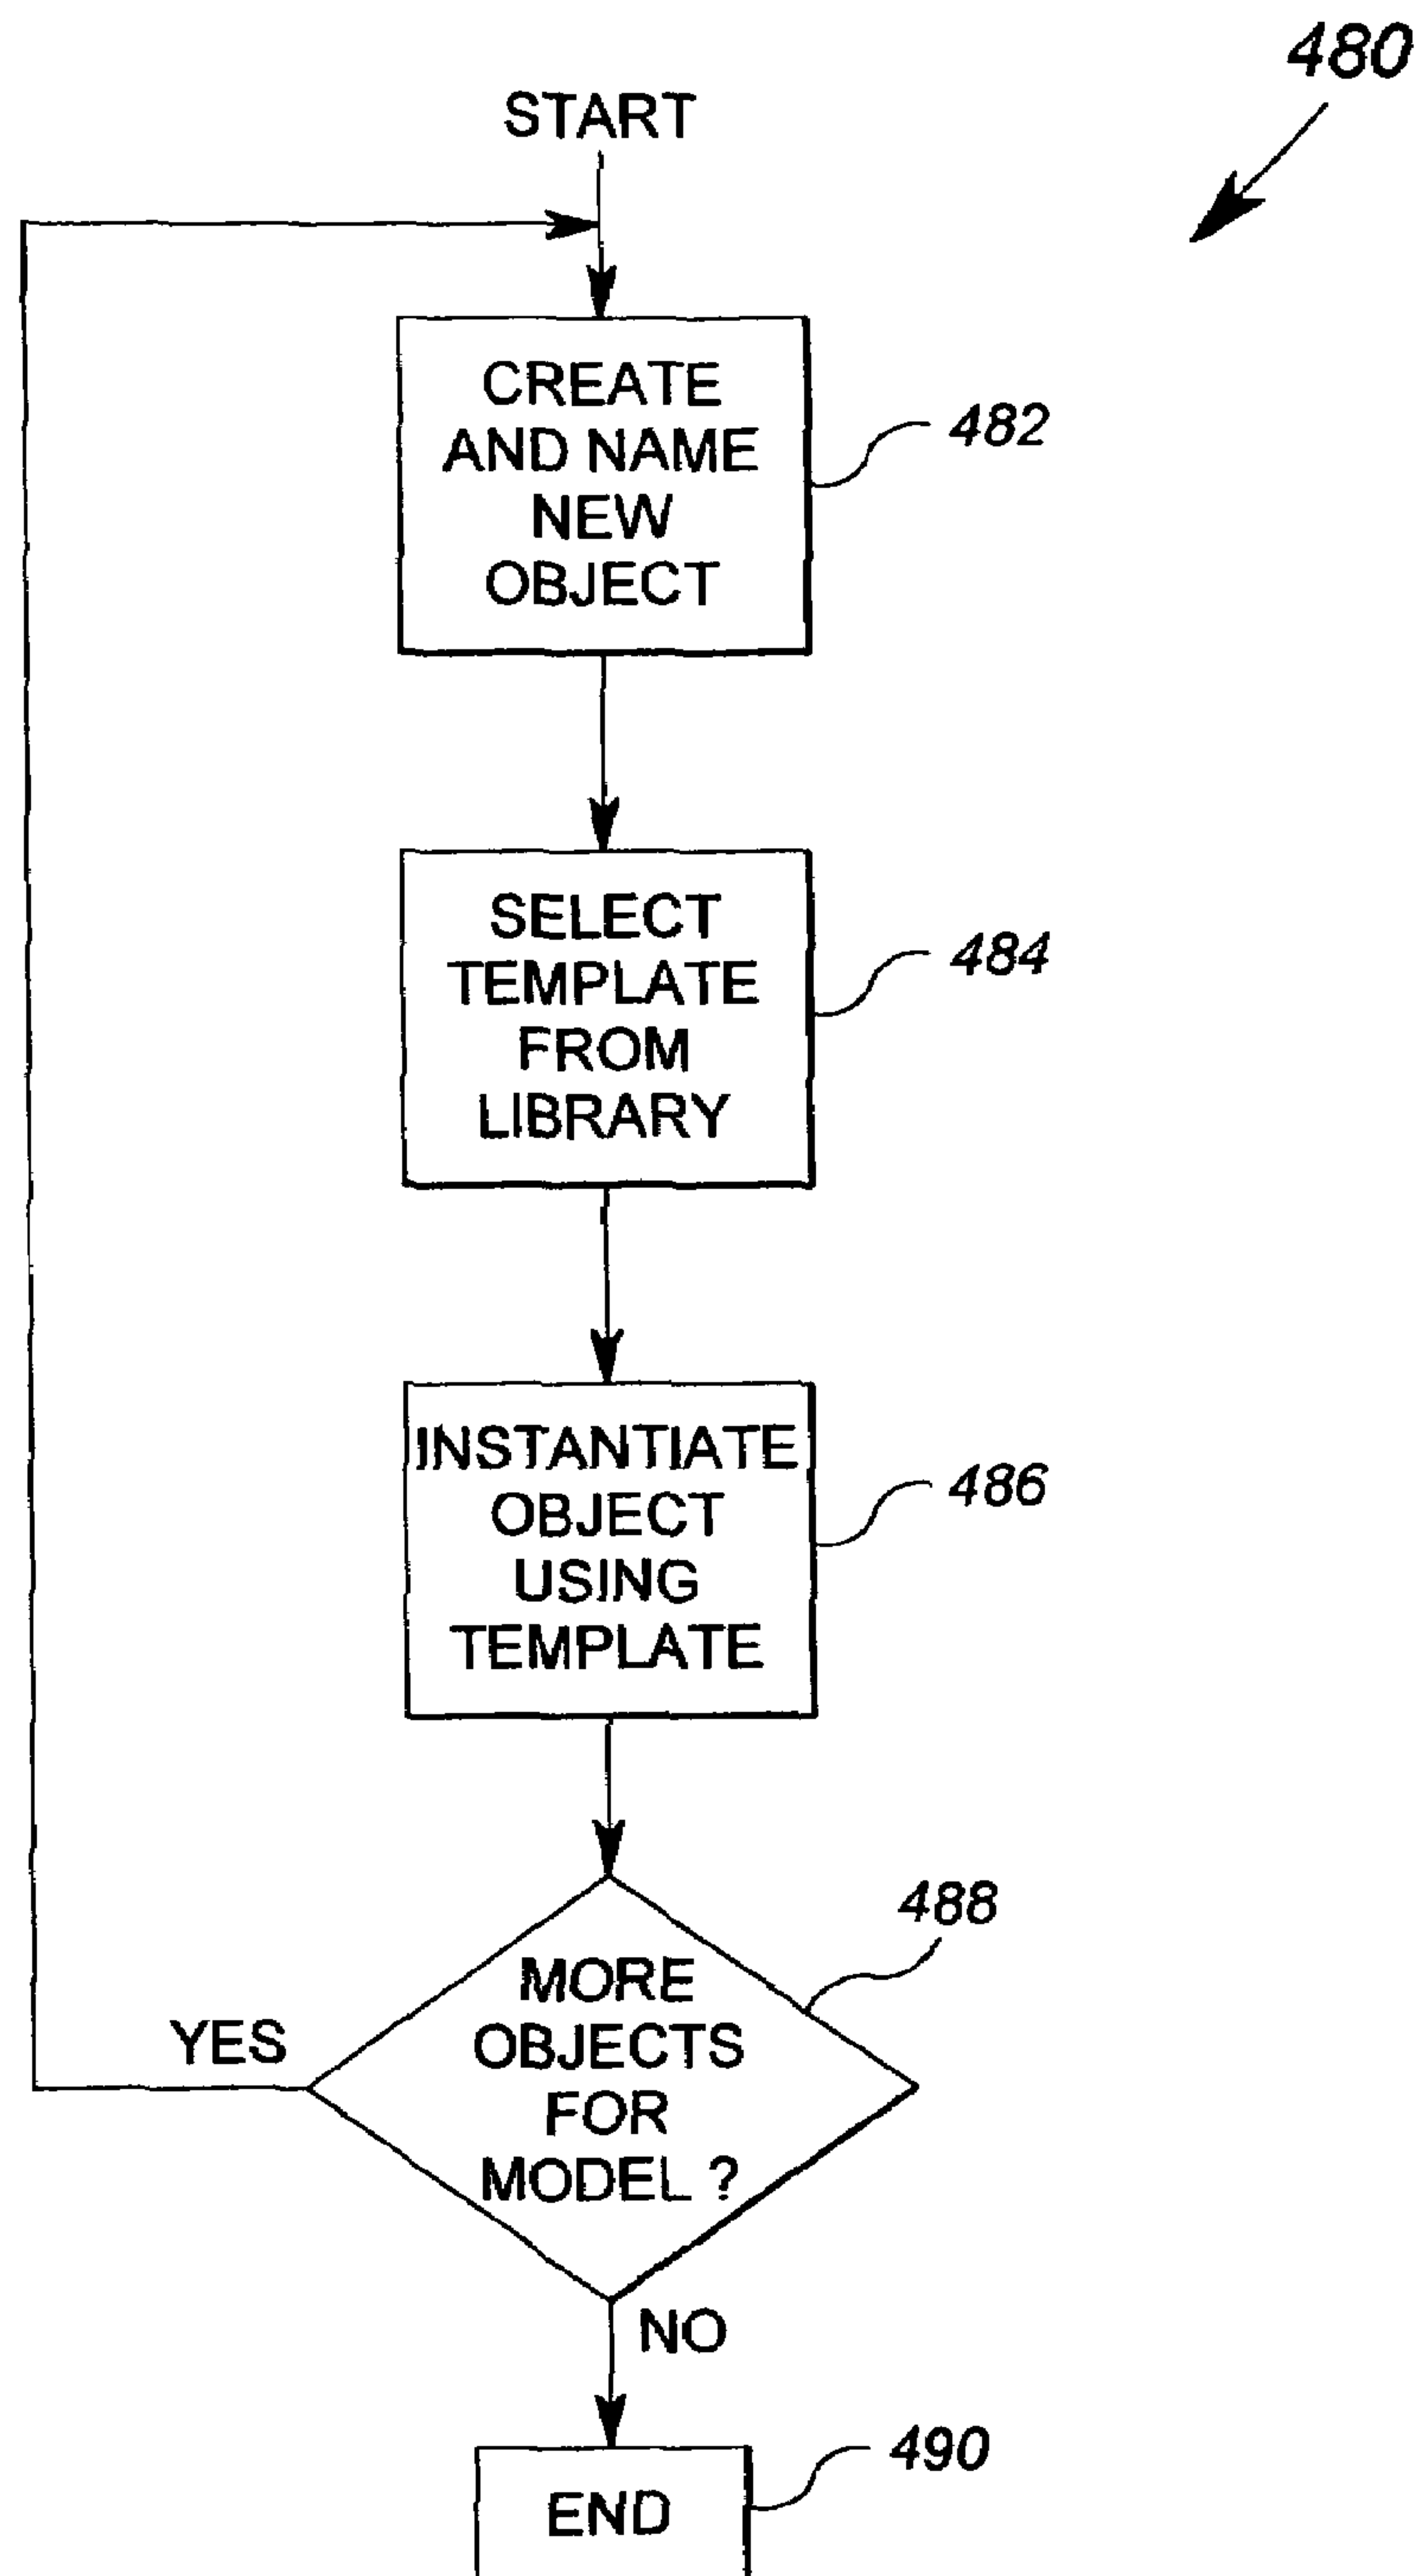 480
START
CREATE
AND NAME
NEW
OBJECT
482
SELECT
TEMPLATE
FROM
LIBRARY
484
INSTANTIATE
OBJECT
USING
TEMPLATE
486
488
MORE
OBJECTS
FOR
MODEL ?
YES
NO
490
END